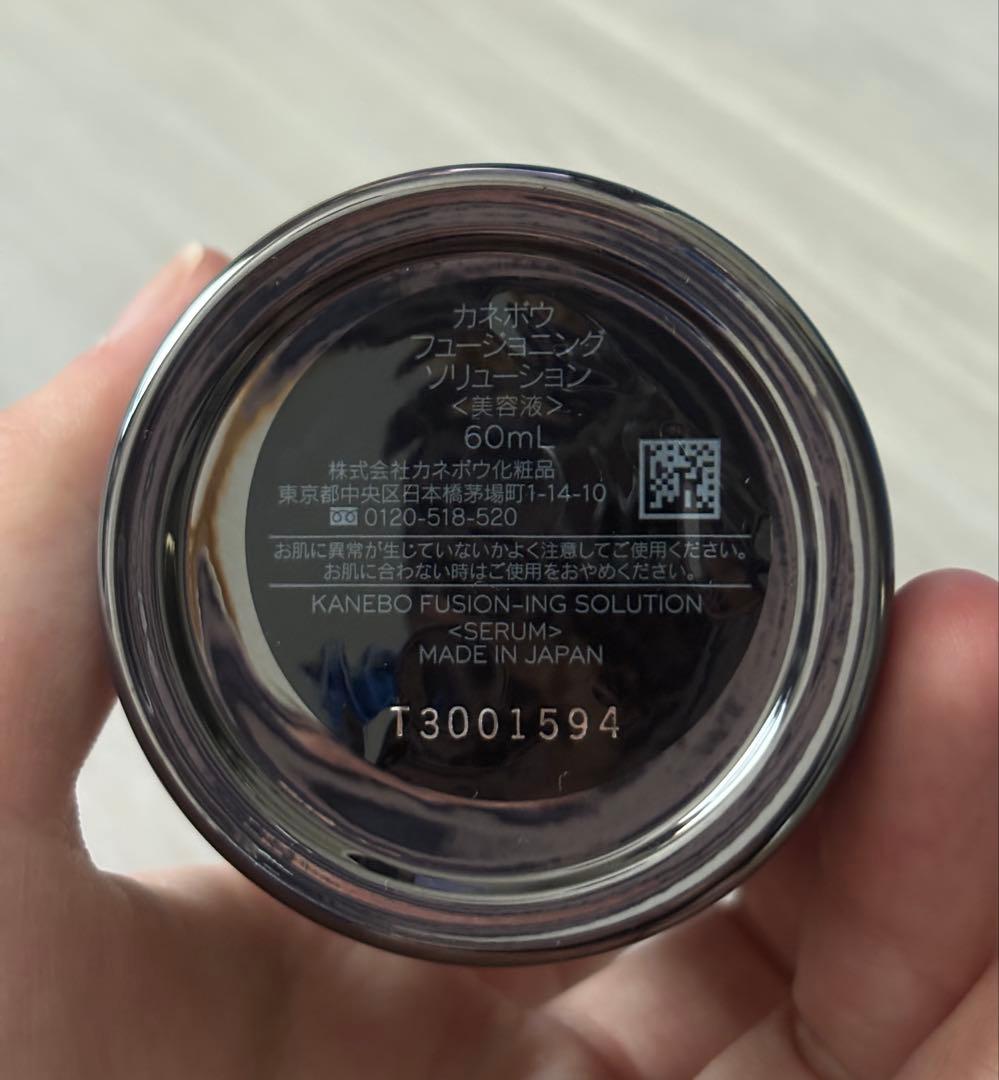 カネボウ
フュージョニング
ソリューション
<美容液>
60mL
株式会社カネボウ化粧品
東京都中央区日本橋茅場町1-14-10
0120-518-520
お肌に異常が生じていないかよく注意してご使用ください。
お肌に合わない時はご使用をおやめください。
KANEBO FUSION-ING SOLUTION
<SERUM>
MADE IN JAPAN
T3001594